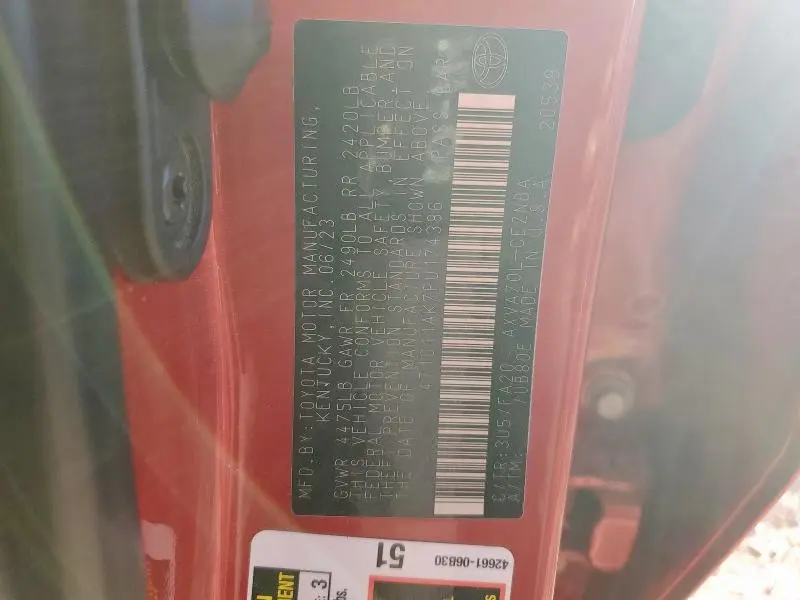 MFD. BY: TOYOTA MOTOR MANUFACTURING,
KENTUCKY, INC. 06/23
GVWR 4475LB GAWR FR 2490LB RR 2420LB
THIS VEHICLE CONFORMS TO ALL APPLICABLE
FEDERAL MOTOR VEHICLE SAFETY, BUMPER, AND
THEFT PREVENTION STANDARDS IN EFFECT ON
THE DATE OF MANUFACTURE SHOWN ABOVE.
4T1C11AK7PU174386 PASS. CAR
C/TR: 3U5/FA20 AXVA70L-CEZNBA
A/TM: /UB80E MADE IN U.S.A. 20539
51
42661-06B30